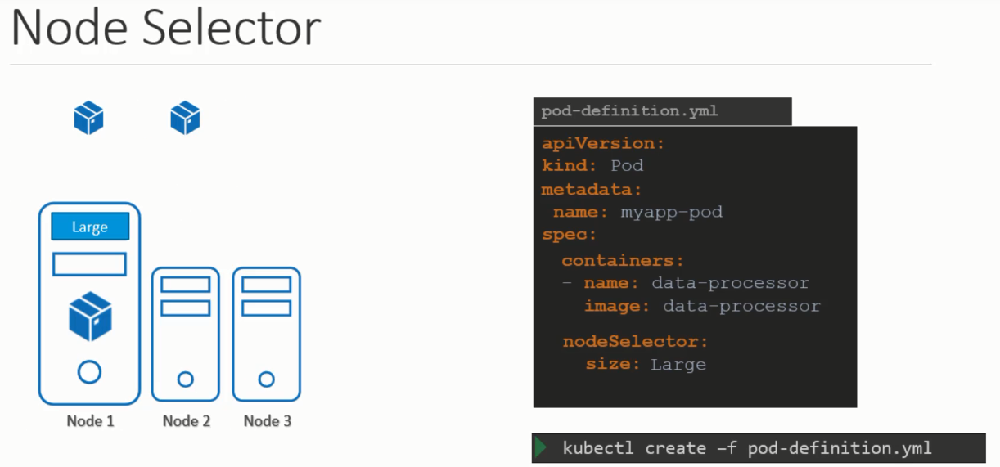 Node Selector
Large
Node 1
Node 2
Node 3
pod-definition.yml
apiVersion:
kind: Pod
metadata:
 name: myapp-pod
spec:
  containers:
  - name: data-processor
    image: data-processor
  nodeSelector:
    size: Large
kubectl create –f pod-definition.yml